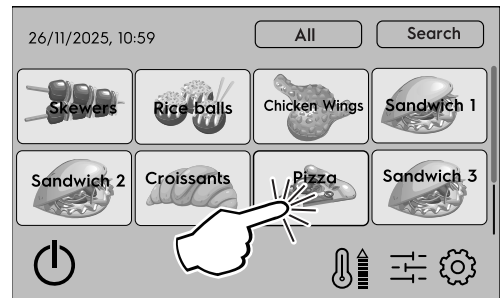 26/11/2025, 10:59 All Search
Skewers Rice balls Chicken Wings Sandwich 1
Sandwich 2 Croissants Pizza Sandwich 3